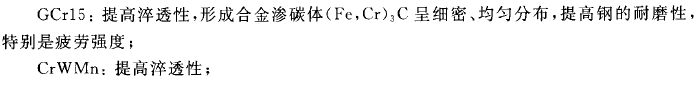 GCr15：提高淬透性，形成合金渗碳体(Fe，Cr)₃C 呈细密、均匀分布，提高钢的耐磨性，
特别是疲劳强度；
CrWMn：提高淬透性；